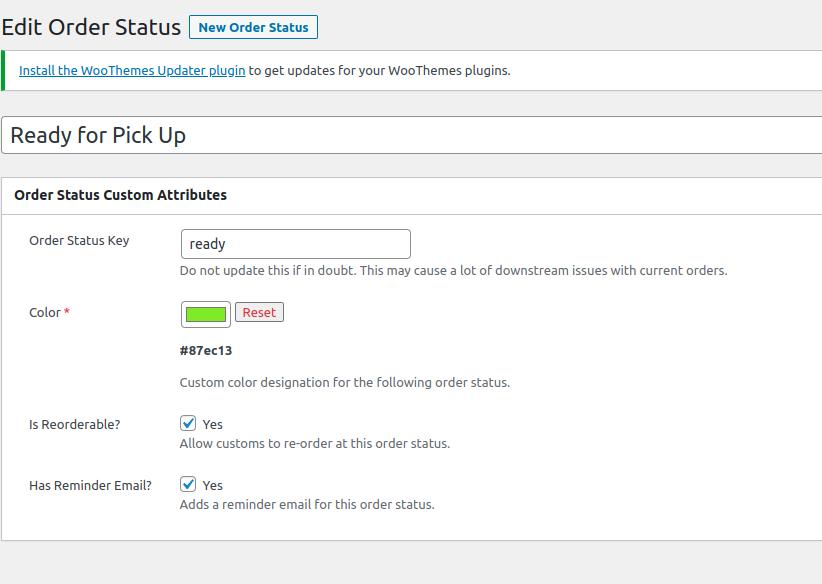 Edit Order Status New Order Status
Install the WooThemes Updater plugin to get updates for your WooThemes plugins.
Ready for Pick Up
Order Status Custom Attributes
Order Status Key ready
Do not update this if in doubt. This may cause a lot of downstream issues with current orders.
Color * Reset
#87ec13
Custom color designation for the following order status.
Is Reorderable? Yes
Allow customs to re-order at this order status.
Has Reminder Email? Yes
Adds a reminder email for this order status.